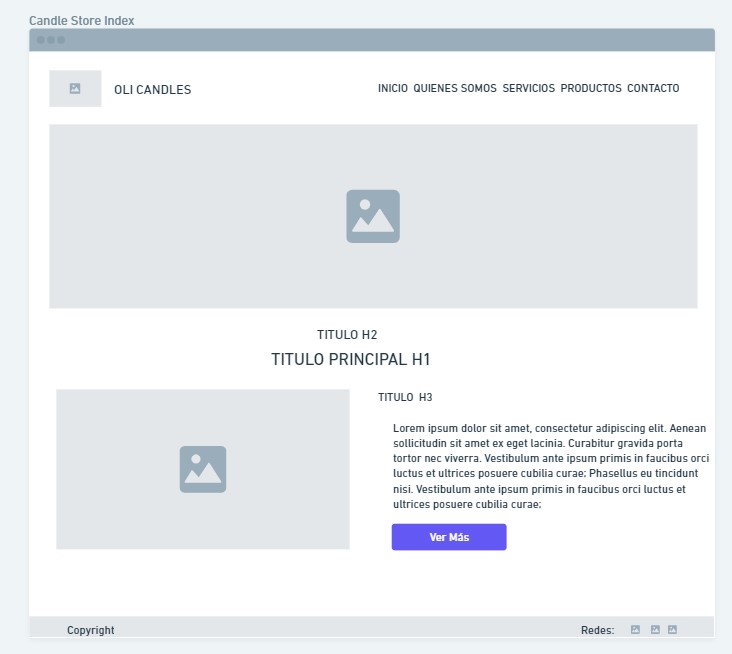 Candle Store Index
OLI CANDLES
INICIO QUIENES SOMOS SERVICIOS PRODUCTOS CONTACTO
TITULO H2
TITULO PRINCIPAL H1
TITULO H3
Lorem ipsum dolor sit amet, consectetur adipiscing elit. Aenean
sollicitudin sit amet ex eget lacinia. Curabitur gravida porta
tortor nec viverra. Vestibulum ante ipsum primis in faucibus orci
luctus et ultrices posuere cubilia curae; Phasellus eu tincidunt
nisi. Vestibulum ante ipsum primis in faucibus orci luctus et
ultrices posuere cubilia curae;
Ver Más
Copyright
Redes: